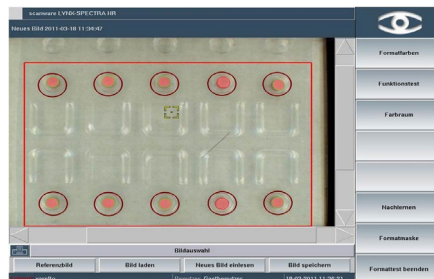 scanware LYNX-SPECTRA HR
Neues Bild 2011-03-18 11:34:47
Formatfarben
Funktionstest
Farbraum
Nachlernen
Formatmaske
Formattest beenden
Bildauswahl
Referenzbild
Bild laden
Neues Bild einlesen
Bild speichern